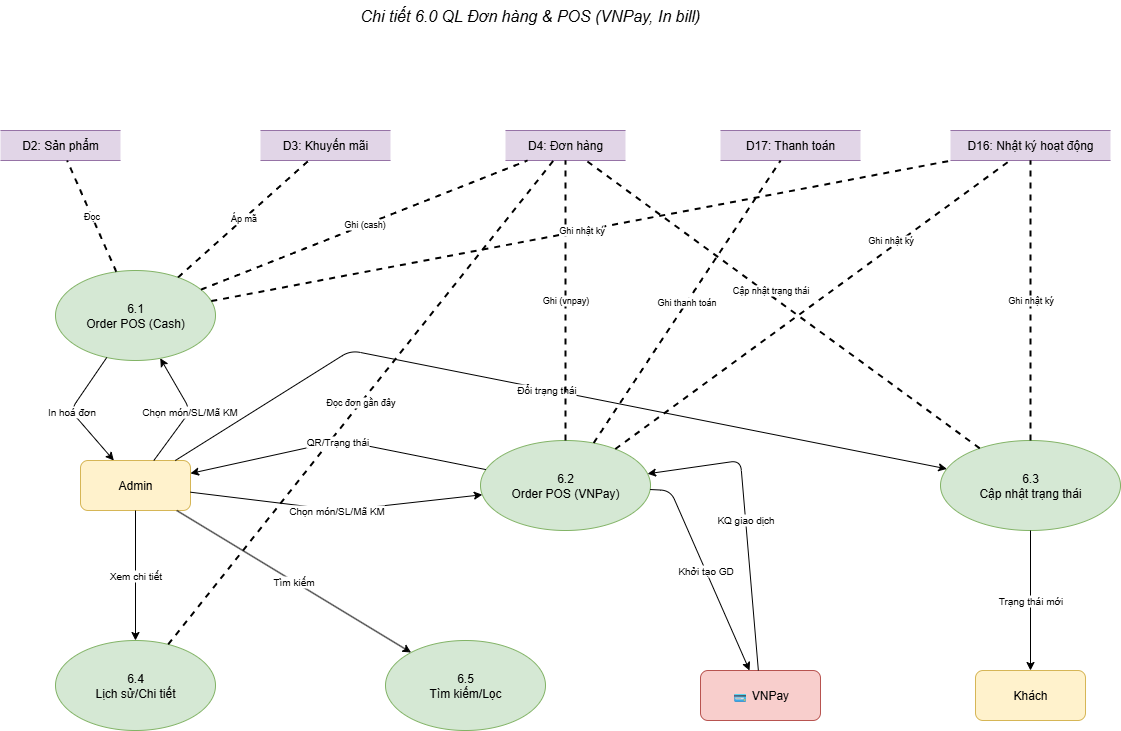 Chi tiết 6.0 QL Đơn hàng & POS (VNPay, In bill)
D2: Sản phẩm
D3: Khuyến mãi
D4: Đơn hàng
D17: Thanh toán
D16: Nhật ký hoạt động
Đọc
Áp mã
Ghi (cash)
Ghi nhật ký
Ghi nhật ký
Cập nhật trạng thái
Ghi (vnpay)
Ghi thanh toán
Ghi nhật ký
6.1
Order POS (Cash)
Đổi trạng thái
Đọc đơn gần đây
In hoá đơn
Chọn món/SL/Mã KM
QR/Trạng thái
Admin
6.2
Order POS (VNPay)
6.3
Cập nhật trạng thái
Chọn món/SL/Mã KM
KQ giao dịch
Khởi tạo GD
Xem chi tiết
Tìm kiếm
Trạng thái mới
6.4
Lịch sử/Chi tiết
6.5
Tìm kiếm/Lọc
VNPay
Khách